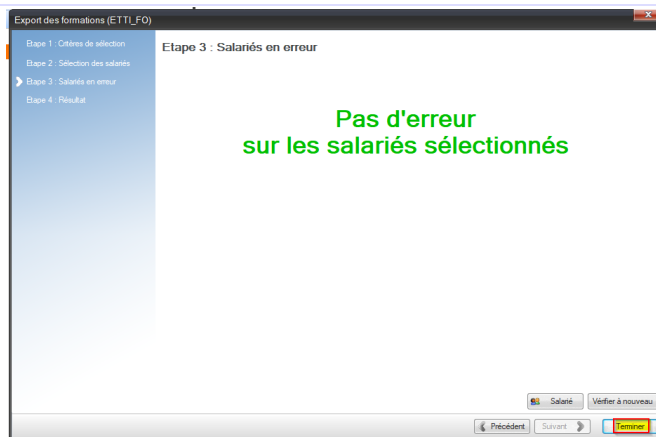 Export des formations (ETTI_FO)
Etape 1 : Critères de sélection
Etape 2 : Sélection des salariés
Etape 3 : Salariés en erreur
Etape 4 : Résultat
Etape 3 : Salariés en erreur
Pas d'erreur
sur les salariés sélectionnés
Salarié
Vérifier à nouveau
Précédent
Suivant
Terminer